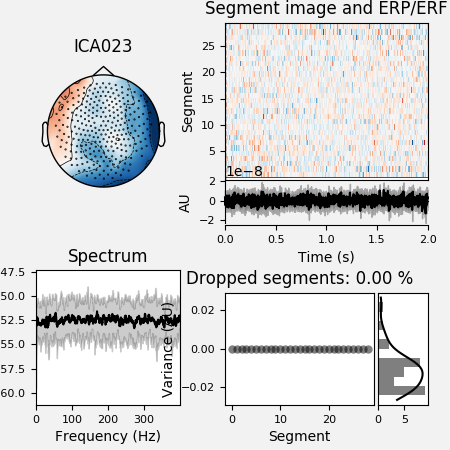 ICA023
Segment image and ERP/ERF
Segment
25
20
15
10
5
1e−8
AU
2
0
−2
0.0 0.5 1.0 1.5 2.0
Time (s)
Spectrum
47.5
50.0
52.5
55.0
57.5
60.0
0 100 200 300
Frequency (Hz)
Dropped segments: 0.00 %
0.02
0.00
−0.02
0 10 20
Segment
0 5